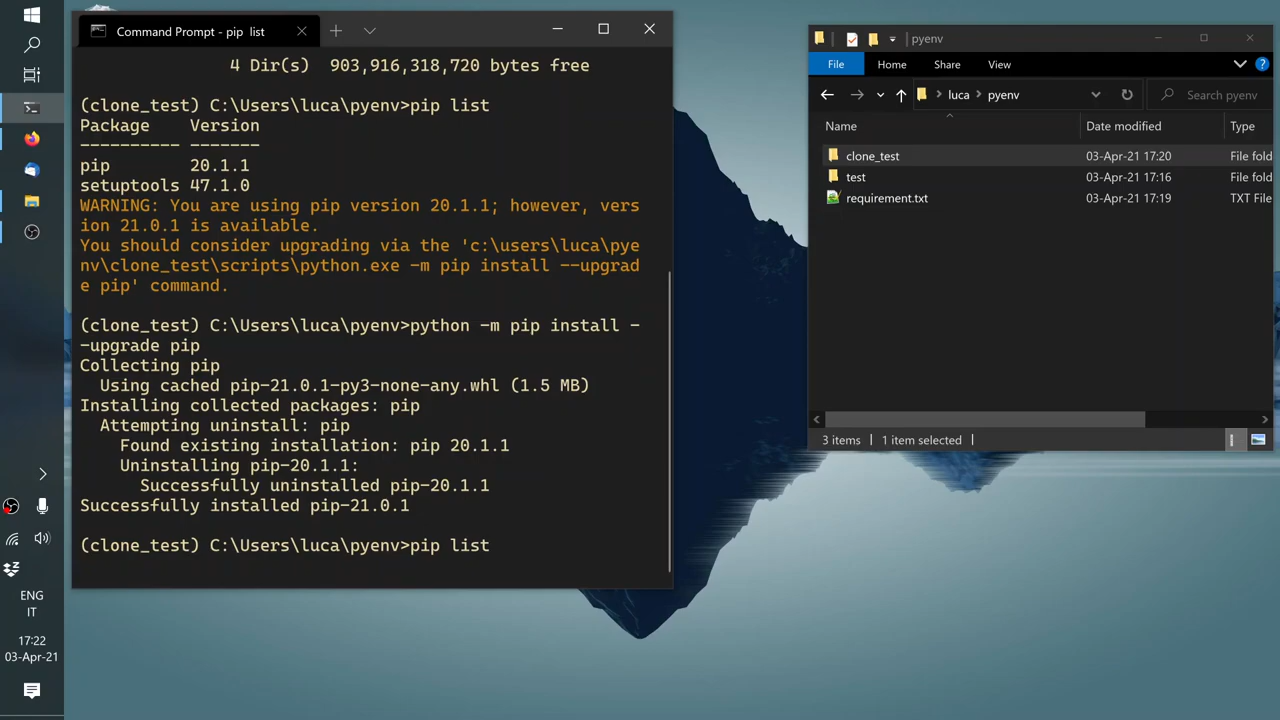 Command Prompt - pip  list
4 Dir(s)  903,916,318,720 bytes free
(clone_test) C:\Users\luca\pyenv>pip list
Package    Version
---------- -------
pip        20.1.1
setuptools 47.1.0
WARNING: You are using pip version 20.1.1; however, vers
ion 21.0.1 is available.
You should consider upgrading via the 'c:\users\luca\pye
nv\clone_test\scripts\python.exe -m pip install --upgrad
e pip' command.
(clone_test) C:\Users\luca\pyenv>python -m pip install -
-upgrade pip
Collecting pip
Using cached pip-21.0.1-py3-none-any.whl (1.5 MB)
Installing collected packages: pip
Attempting uninstall: pip
Found existing installation: pip 20.1.1
Uninstalling pip-20.1.1:
Successfully uninstalled pip-20.1.1
Successfully installed pip-21.0.1
(clone_test) C:\Users\luca\pyenv>pip list
pyenv
File Home Share View
luca pyenv Search pyenv
Name Date modified Type
clone_test 03-Apr-21 17:20 File fold
test 03-Apr-21 17:16 File fold
requirement.txt 03-Apr-21 17:19 TXT File
3 items 1 item selected
ENG
IT
17:22
03-Apr-21